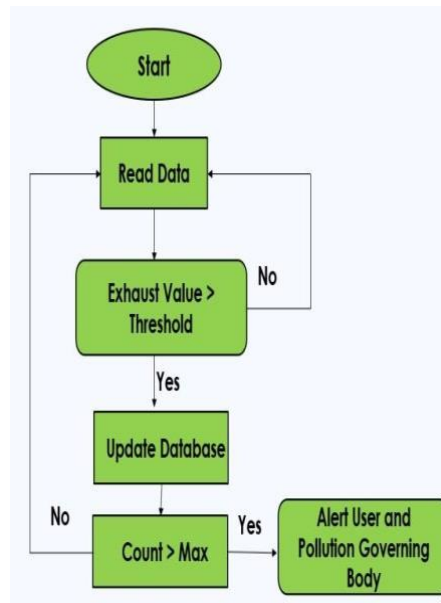 Start
Read Data
Exhaust Value >
Threshold
No
Yes
Update Database
No
Count > Max
Yes
Alert User and
Pollution Governing
Body